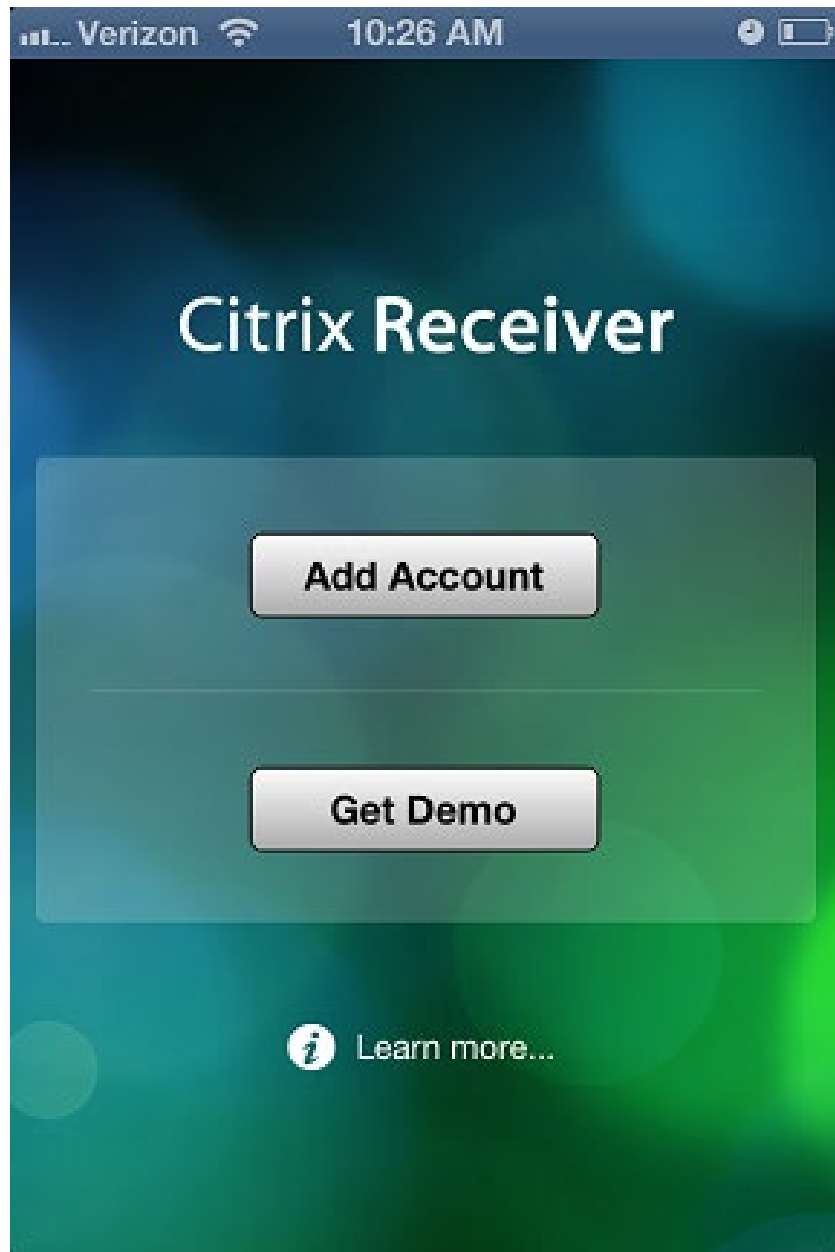 Verizon 10:26 AM
Citrix Receiver
Add Account
Get Demo
i Learn more...